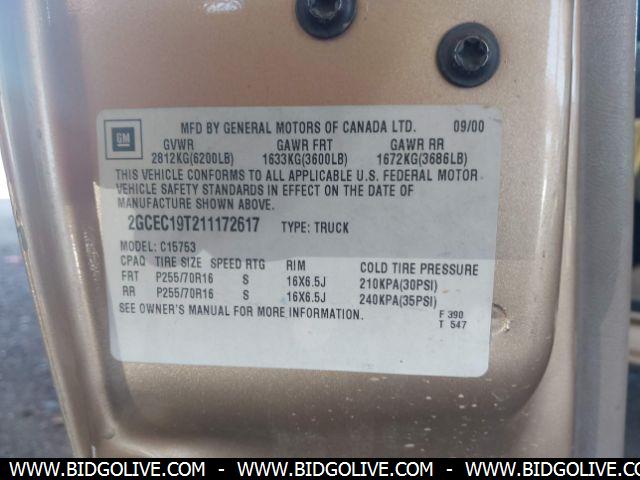 GM
MFD BY GENERAL MOTORS OF CANADA LTD. 09/00
GVWR GAWR FRT GAWR RR
2812KG(6200LB) 1633KG(3600LB) 1672KG(3686LB)
THIS VEHICLE CONFORMS TO ALL APPLICABLE U.S. FEDERAL MOTOR
VEHICLE SAFETY STANDARDS IN EFFECT ON THE DATE OF
MANUFACTURE SHOWN ABOVE.
2GCEC19T211172617 TYPE: TRUCK
MODEL: C15753
CPAQ TIRE SIZE SPEED RTG RIM COLD TIRE PRESSURE
FRT P255/70R16 S 16X6.5J 210KPA(30PSI)
RR P255/70R16 S 16X6.5J 240KPA(35PSI)
SEE OWNER'S MANUAL FOR MORE INFORMATION.
F 390
T 547
WWW.BIDGOLIVE.COM - WWW.BIDGOLIVE.COM - WWW.BIDGOLIVE.COM